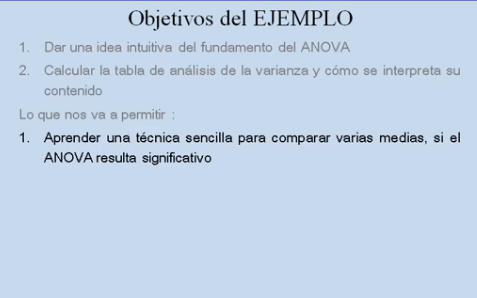 Objetivos del EJEMPLO
1. Dar una idea intuitiva del fundamento del ANOVA
2. Calcular la tabla de análisis de la varianza y cómo se interpreta su
contenido
Lo que nos va a permitir :
1. Aprender una técnica sencilla para comparar varias medias, si el
ANOVA resulta significativo